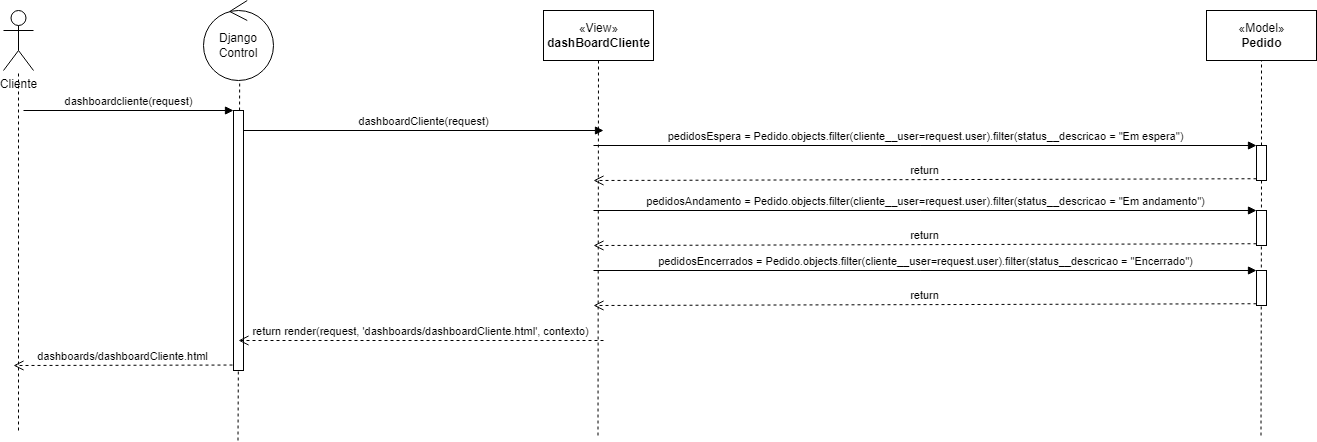 Cliente
Django
Control
«View»
dashBoardCliente
«Model»
Pedido
dashboardcliente(request)
dashboardCliente(request)
pedidosEspera = Pedido.objects.filter(cliente__user=request.user).filter(status__descricao = "Em espera")
return
pedidosAndamento = Pedido.objects.filter(cliente__user=request.user).filter(status__descricao = "Em andamento")
return
pedidosEncerrados = Pedido.objects.filter(cliente__user=request.user).filter(status__descricao = "Encerrado")
return
return render(request, 'dashboards/dashboardCliente.html', contexto)
dashboards/dashboardCliente.html